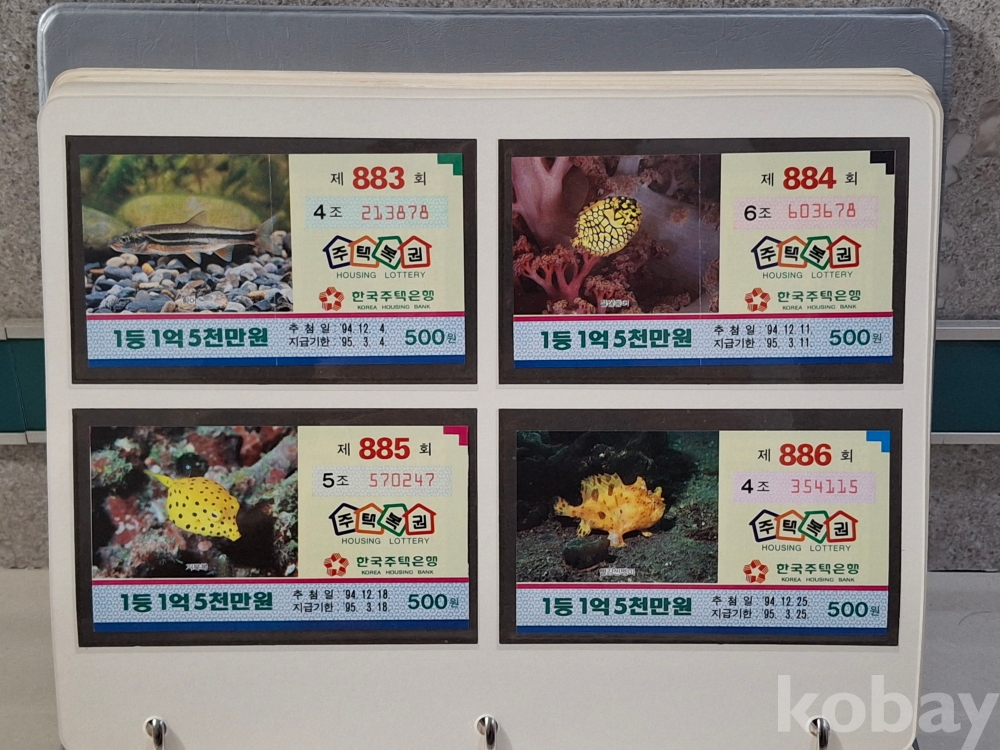 제 883 회
4조 213878
주택복권
HOUSING LOTTERY
한국주택은행
KOREA HOUSING BANK
1등 1억 5천만원
추첨일 '94. 12. 4.
지급기한 '95. 3. 4.
500원
제 884 회
6조 603678
주택복권
HOUSING LOTTERY
한국주택은행
KOREA HOUSING BANK
1등 1억 5천만원
추첨일 '94. 12. 11.
지급기한 '95. 3. 11.
500원
제 885 회
5조 570247
주택복권
HOUSING LOTTERY
거북복
한국주택은행
KOREA HOUSING BANK
1등 1억 5천만원
추첨일 '94. 12. 18.
지급기한 '95. 3. 18.
500원
제 886 회
4조 354115
주택복권
HOUSING LOTTERY
한국주택은행
KOREA HOUSING BANK
1등 1억 5천만원
추첨일 '94. 12. 25.
지급기한 '95. 3. 25.
500원
kobay